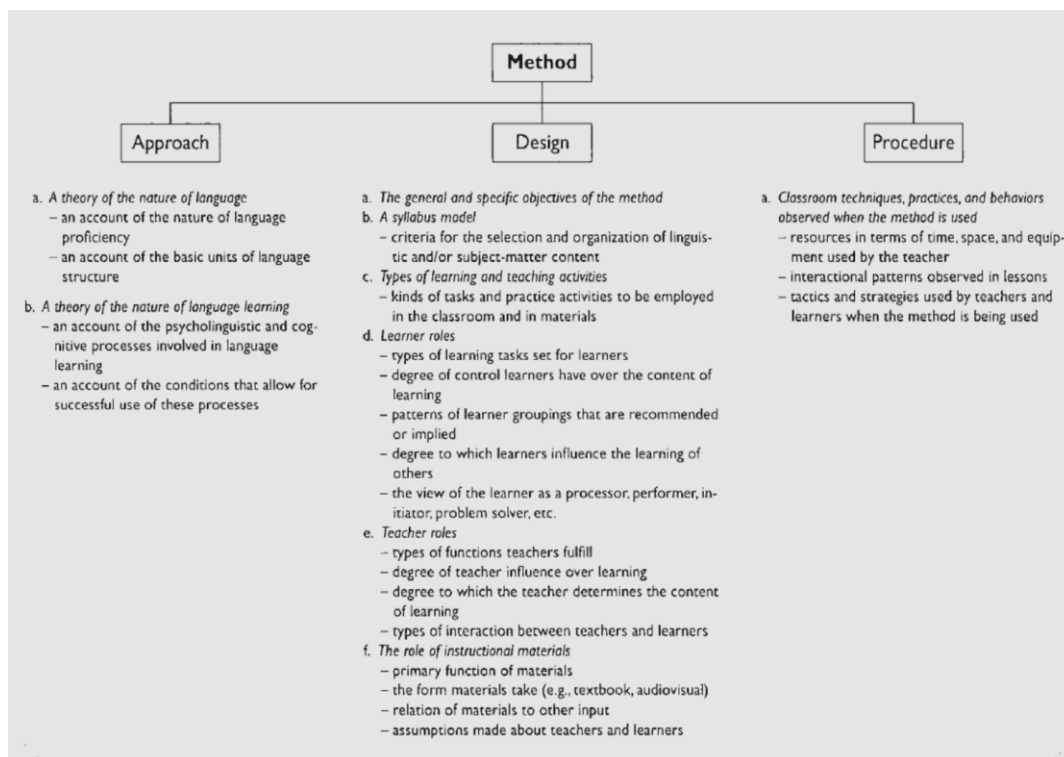 Method
Approach
Design
Procedure
a. A theory of the nature of language
– an account of the nature of language
proficiency
– an account of the basic units of language
structure
b. A theory of the nature of language learning
– an account of the psycholinguistic and cog-
nitive processes involved in language
learning
– an account of the conditions that allow for
successful use of these processes
a. The general and specific objectives of the method
b. A syllabus model
– criteria for the selection and organization of linguis-
tic and/or subject-matter content
c. Types of learning and teaching activities
– kinds of tasks and practice activities to be employed
in the classroom and in materials
d. Learner roles
– types of learning tasks set for learners
– degree of control learners have over the content of
learning
– patterns of learner groupings that are recommended
or implied
– degree to which learners influence the learning of
others
– the view of the learner as a processor, performer, in-
itiator, problem solver, etc.
e. Teacher roles
– types of functions teachers fulfill
– degree of teacher influence over learning
– degree to which the teacher determines the content
of learning
– types of interaction between teachers and learners
f. The role of instructional materials
– primary function of materials
– the form materials take (e.g., textbook, audiovisual)
– relation of materials to other input
– assumptions made about teachers and learners
a. Classroom techniques, practices, and behaviors
observed when the method is used
– resources in terms of time, space, and equip-
ment used by the teacher
– interactional patterns observed in lessons
– tactics and strategies used by teachers and
learners when the method is being used